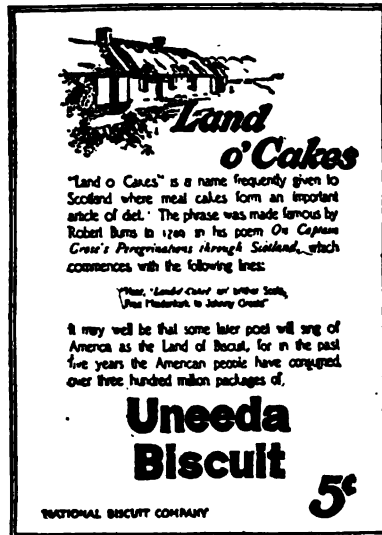 Land
o' Cakes
"Land o Cakes" is a name frequently given to
Scotland where meal cakes form an important
article of diet. The phrase was made famous by
Robert Burns in in his poem On Captain
Grose's Peregrinations through Scotland, which
commences with the following lines:
"Hear, Land o' Cakes an' brither Scots,
Frae Maidenkirk to Johnny Groats"
It may well be that some later poet will sing of
America as the Land of Biscuit, for in the past
five years the American people have consumed
over three hundred million packages of,
Uneeda
Biscuit
5¢
NATIONAL BISCUIT COMPANY